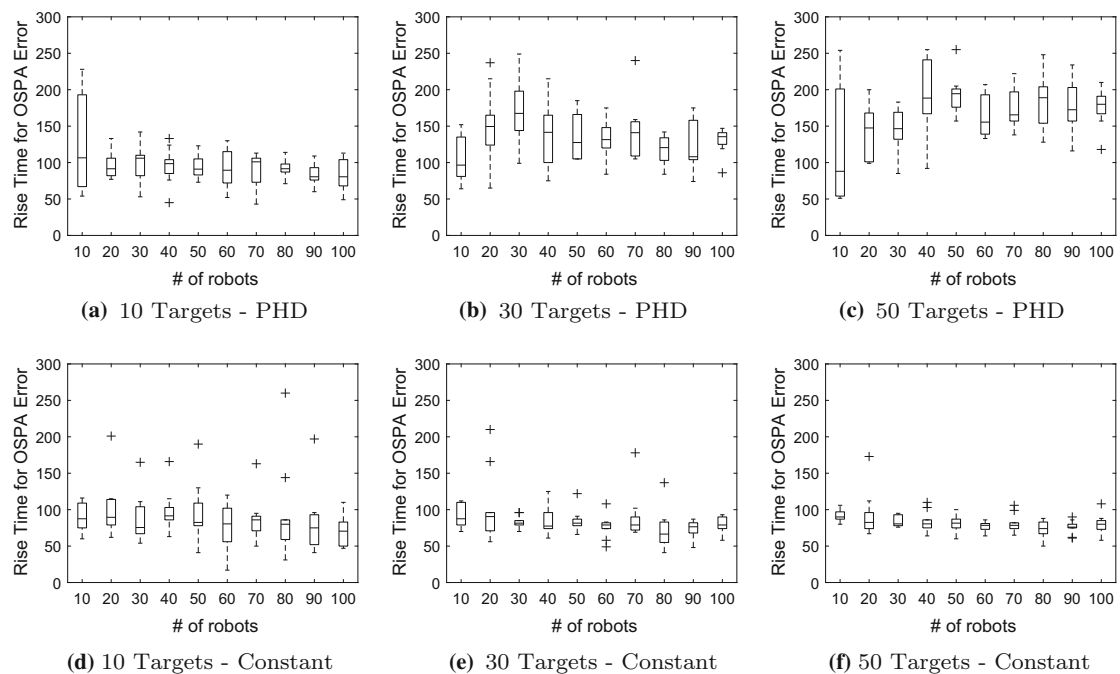 300
250
200
150
100
50
0
Rise Time for OSPA Error
10 20 30 40 50 60 70 80 90 100
# of robots
(a) 10 Targets - PHD
300
250
200
150
100
50
0
Rise Time for OSPA Error
10 20 30 40 50 60 70 80 90 100
# of robots
(b) 30 Targets - PHD
300
250
200
150
100
50
0
Rise Time for OSPA Error
10 20 30 40 50 60 70 80 90 100
# of robots
(c) 50 Targets - PHD
300
250
200
150
100
50
0
Rise Time for OSPA Error
10 20 30 40 50 60 70 80 90 100
# of robots
(d) 10 Targets - Constant
300
250
200
150
100
50
0
Rise Time for OSPA Error
10 20 30 40 50 60 70 80 90 100
# of robots
(e) 30 Targets - Constant
300
250
200
150
100
50
0
Rise Time for OSPA Error
10 20 30 40 50 60 70 80 90 100
# of robots
(f) 50 Targets - Constant